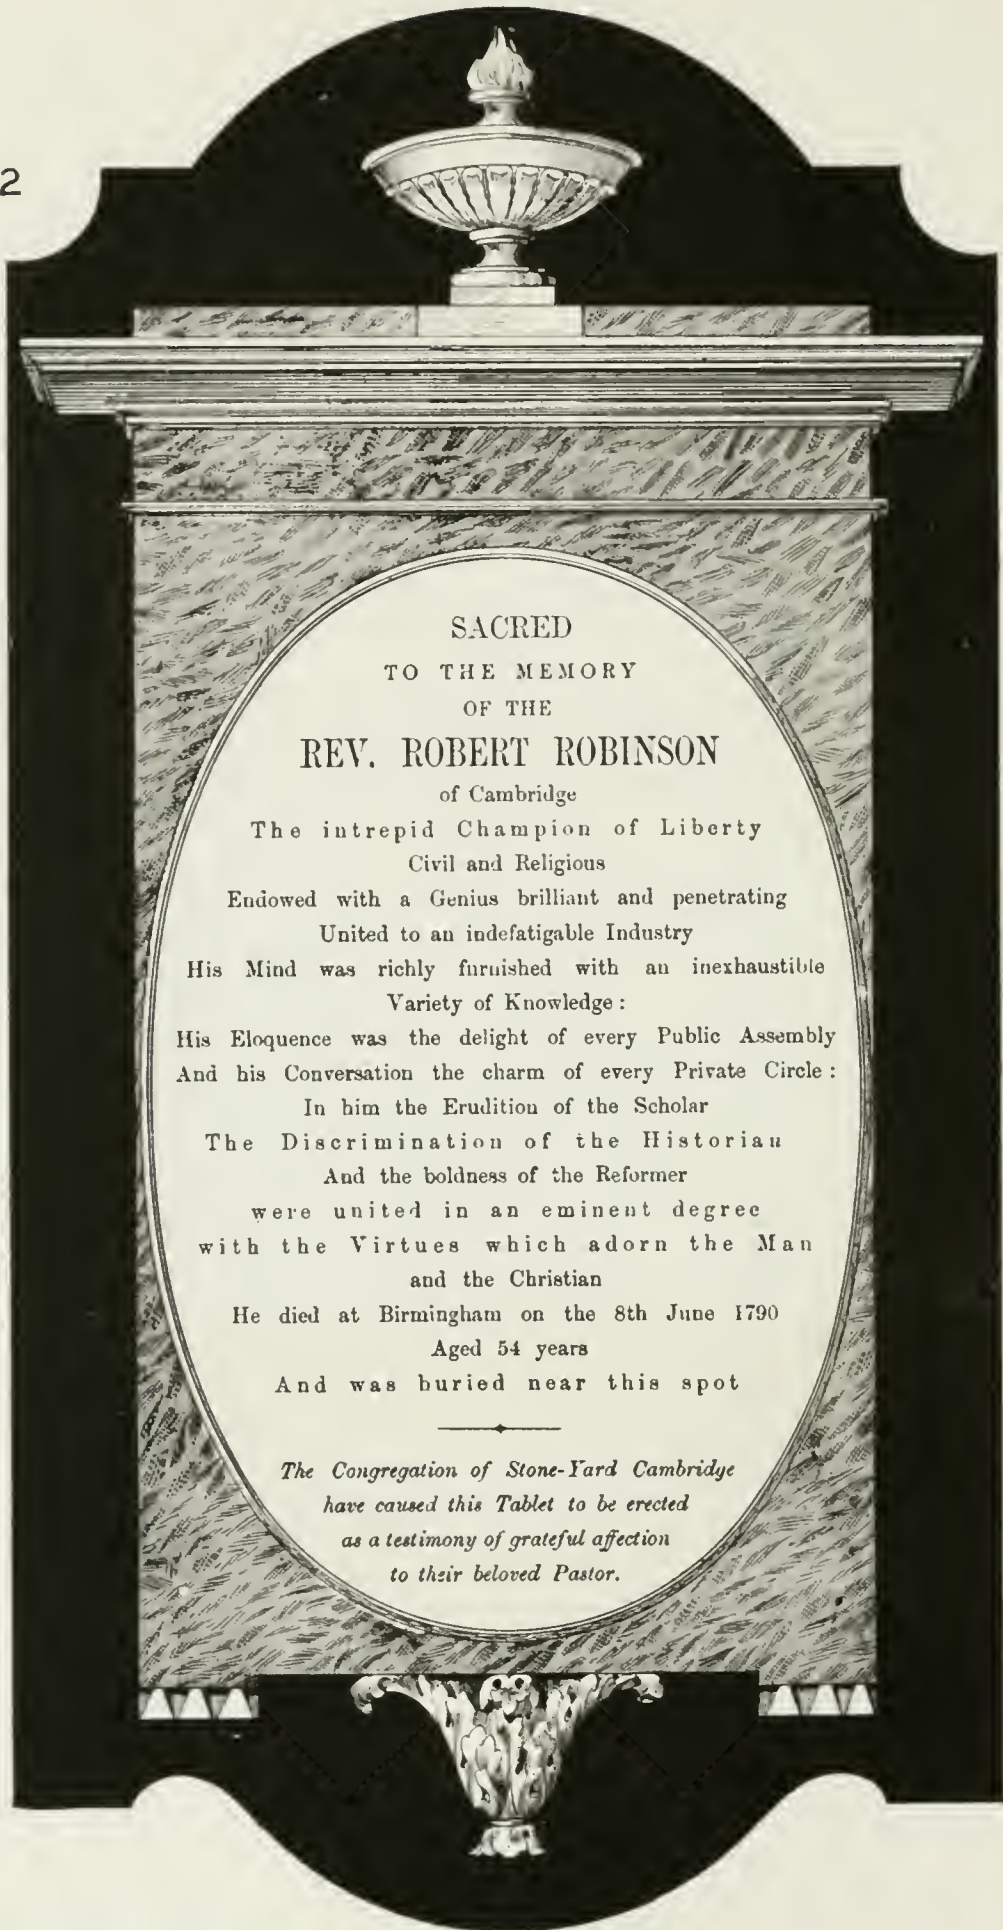 2
SACRED
TO THE MEMORY
OF THE
REV. ROBERT ROBINSON
of Cambridge
The intrepid Champion of Liberty
Civil and Religious
Endowed with a Genius brilliant and penetrating
United to an indefatigable Industry
His Mind was richly furnished with an inexhaustible
Variety of Knowledge :
His Eloquence was the delight of every Public Assembly
And his Conversation the charm of every Private Circle :
In him the Erudition of the Scholar
The Discrimination of the Historian
And the boldness of the Reformer
were united in an eminent degree
with the Virtues which adorn the Man
and the Christian
He died at Birmingham on the 8th June 1790
Aged 54 years
And was buried near this spot
The Congregation of Stone-Yard Cambridge
have caused this Tablet to be erected
as a testimony of grateful affection
to their beloved Pastor.